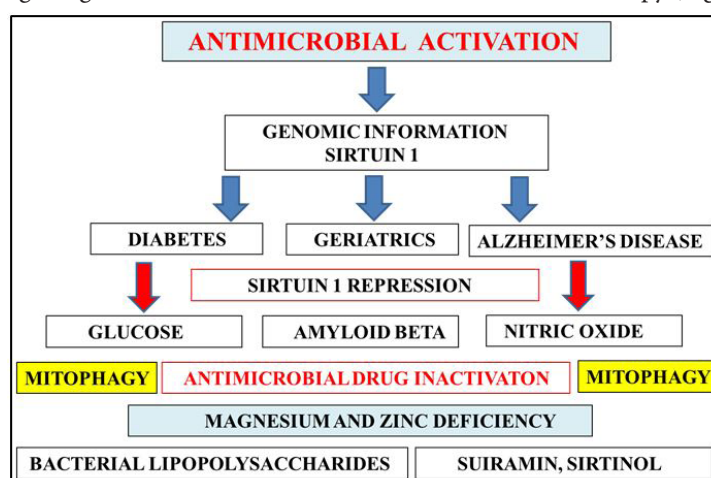 ANTIMICROBIAL ACTIVATION
GENOMIC INFORMATION
SIRTUIN 1
DIABETES
GERIATRICS
ALZHEIMER'S DISEASE
SIRTUIN 1 REPRESSION
GLUCOSE
AMYLOID BETA
NITRIC OXIDE
MITOPHAGY
ANTIMICROBIAL DRUG INACTIVATON
MITOPHAGY
MAGNESIUM AND ZINC DEFICIENCY
BACTERIAL LIPOPOLYSACCHARIDES
SUIRAMIN, SIRTINOL